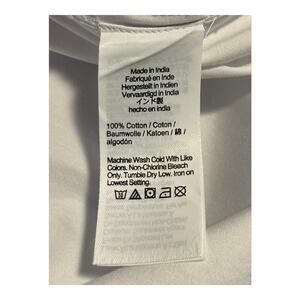 Made in India
Fabriqué en Inde
Hergestellt in Indien
Vervaardigd in India
インド製
hecho en india
100% Cotton / Coton /
Baumwolle / Katoen / 綿 /
algodón
Machine Wash Cold With Like
Colors. Non-Chlorine Bleach
Only. Tumble Dry Low. Iron on
Lowest Setting.